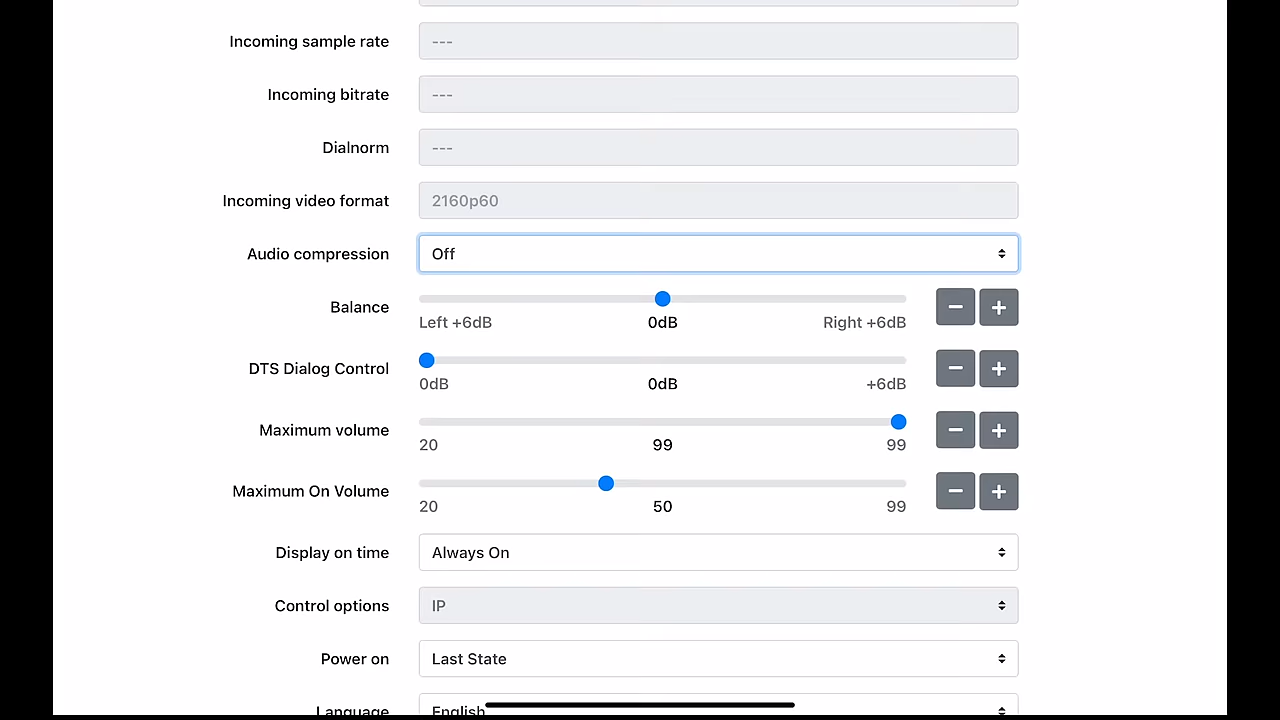 Incoming sample rate ---
Incoming bitrate ---
Dialnorm ---
Incoming video format 2160p60
Audio compression Off
Balance
Left +6dB 0dB Right +6dB
DTS Dialog Control
0dB 0dB +6dB
Maximum volume
20 99 99
Maximum On Volume
20 50 99
Display on time Always On
Control options IP
Power on Last State
Language English